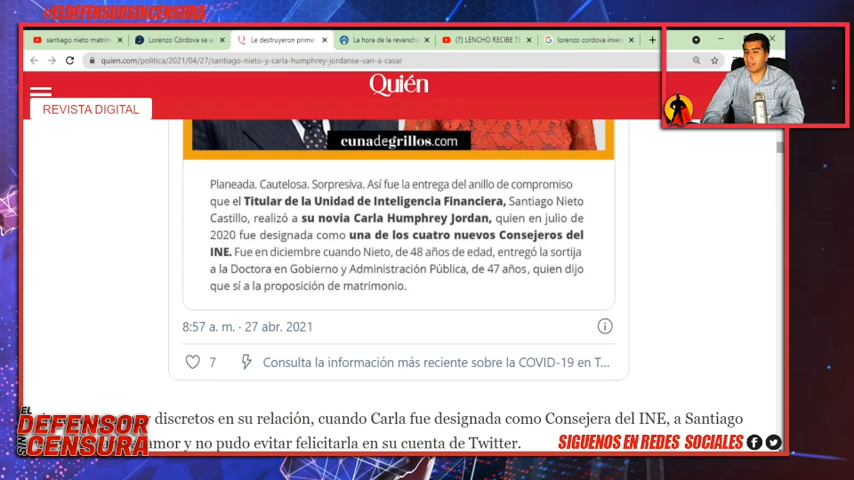 #ELDEFENSORSINCENSURA
santiago nieto matrim
Lorenzo Córdova se a
Le destruyeron prime
La hora de la revanch
(7) LENCHO RECIBE T
lorenzo cordova inves
quien.com/politica/2021/04/27/santiago-nieto-y-carla-humphrey-jordanse-van-a-casar
Quién
REVISTA DIGITAL
cunadegrillos.com
Planeada. Cautelosa. Sorpresiva. Así fue la entrega del anillo de compromiso
que el Titular de la Unidad de Inteligencia Financiera, Santiago Nieto
Castillo, realizó a su novia Carla Humphrey Jordan, quien en julio de
2020 fue designada como una de los cuatro nuevos Consejeros del
INE. Fue en diciembre cuando Nieto, de 48 años de edad, entregó la sortija
a la Doctora en Gobierno y Administración Pública, de 47 años, quien dijo
que sí a la proposición de matrimonio.
8:57 a. m. · 27 abr. 2021
7
Consulta la información más reciente sobre la COVID-19 en T...
y discretos en su relación, cuando Carla fue designada como Consejera del INE, a Santiago
amor y no pudo evitar felicitarla en su cuenta de Twitter.
EL
DEFENSOR
SIN CENSURA
SIGUENOS EN REDES SOCIALES